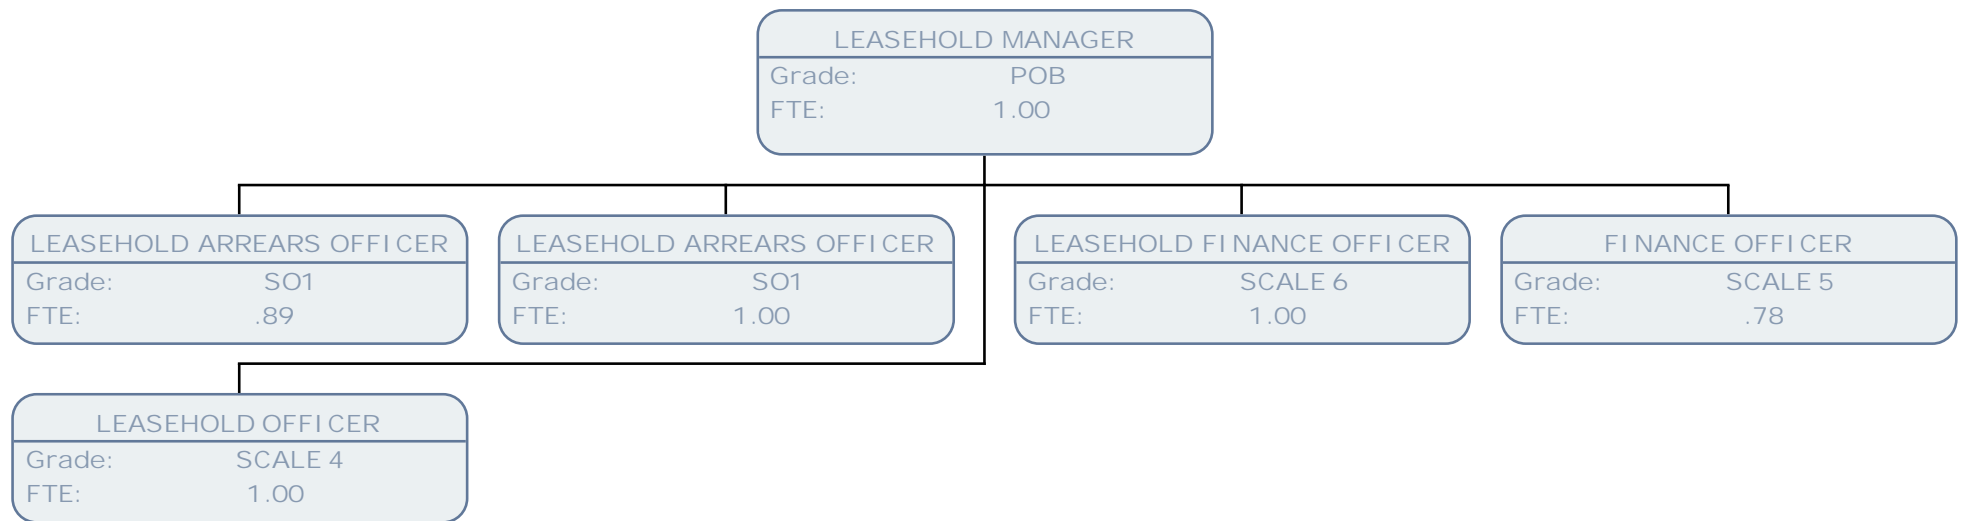 LEASEHOLD MANAGER
Grade: POB
FTE: 1.00
LEASEHOLD ARREARS OFFICER
Grade: SO1
FTE: .89
LEASEHOLD ARREARS OFFICER
Grade: SO1
FTE: 1.00
LEASEHOLD FINANCE OFFICER
Grade: SCALE 6
FTE: 1.00
FINANCE OFFICER
Grade: SCALE 5
FTE: .78
LEASEHOLD OFFICER
Grade: SCALE 4
FTE: 1.00